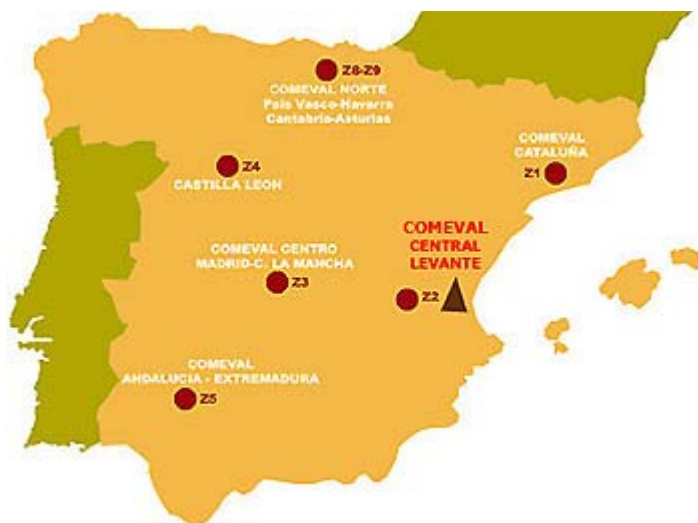 Z8-Z9
COMEVAL NORTE
Pais Vasco-Navarra
Cantabria-Asturias
COMEVAL
CATALUÑA
Z1
Z4
CASTILLA LEON
COMEVAL
CENTRAL
LEVANTE
COMEVAL CENTRO
MADRID-C. LA MANCHA
Z3
Z2
COMEVAL
ANDALUCIA - EXTREMADURA
Z5